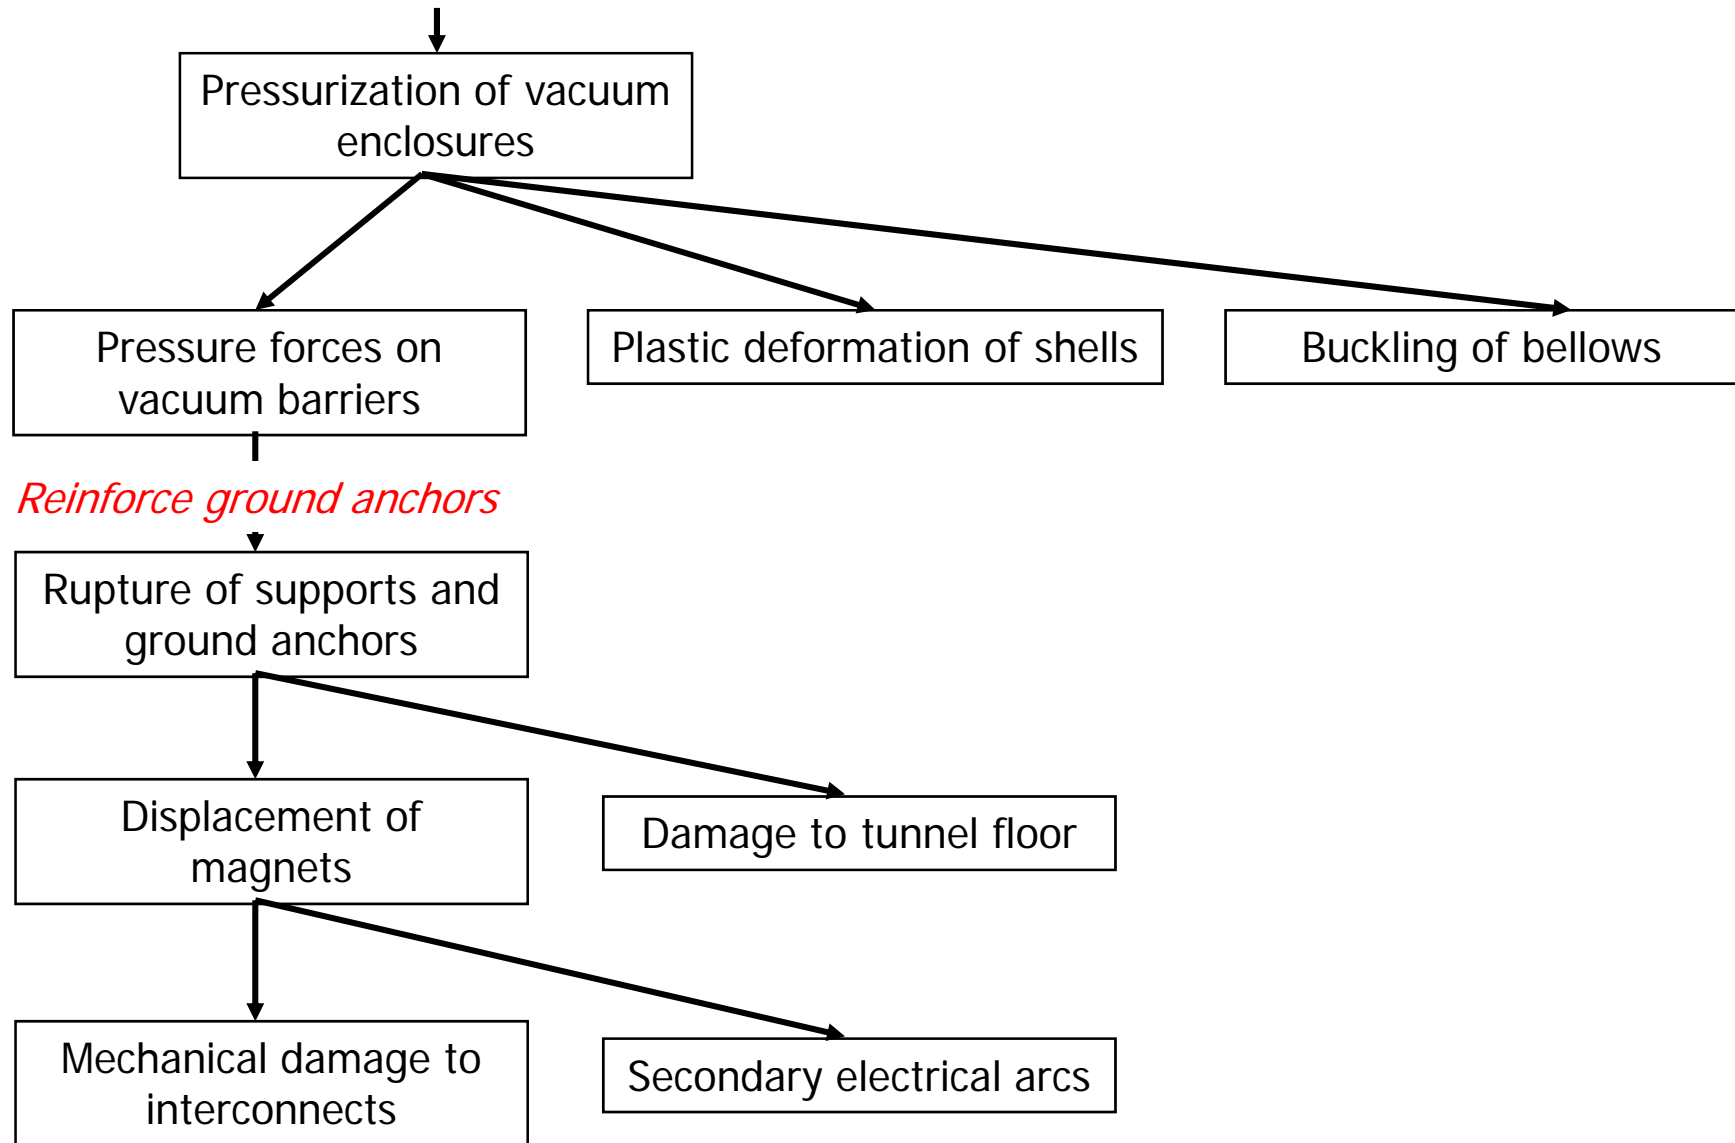 Pressurization of vacuum
enclosures
Pressure forces on
vacuum barriers
Plastic deformation of shells
Buckling of bellows
Reinforce ground anchors
Rupture of supports and
ground anchors
Displacement of
magnets
Damage to tunnel floor
Mechanical damage to
interconnects
Secondary electrical arcs